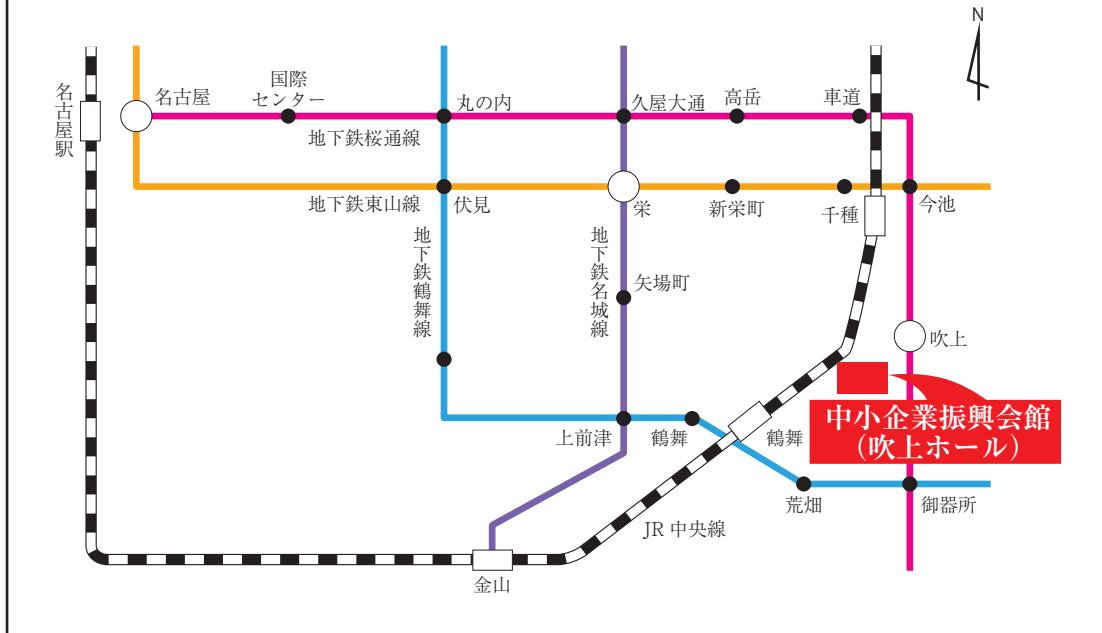 N
名古屋駅
名古屋
国際
センター
丸の内
久屋大通
高岳
車道
地下鉄桜通線
地下鉄東山線
伏見
栄
新栄町
千種
今池
地下鉄鶴舞線
地下鉄名城線
矢場町
吹上
中小企業振興会館
（吹上ホール）
上前津
鶴舞
鶴舞
荒畑
御器所
JR 中央線
金山